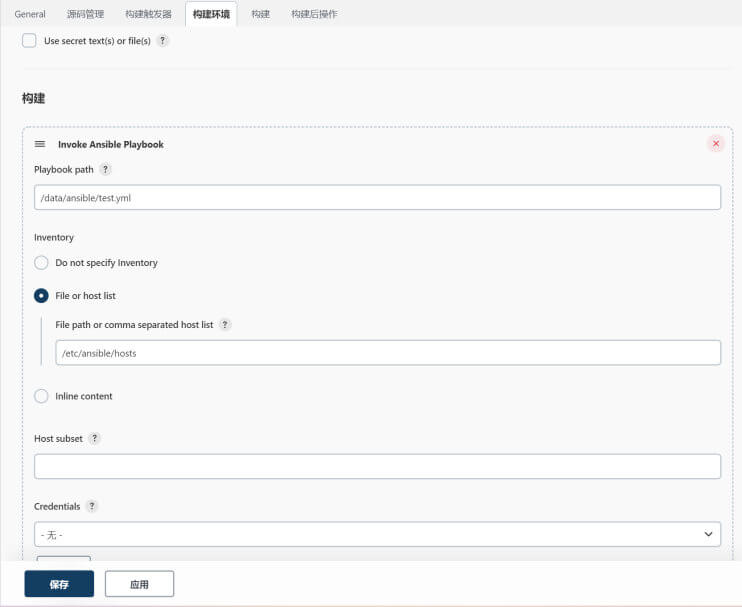 General 源码管理 构建触发器 构建环境 构建 构建后操作
Use secret text(s) or file(s) ?
构建
Invoke Ansible Playbook
Playbook path ?
/data/ansible/test.yml
Inventory
Do not specify Inventory
File or host list
File path or comma separated host list ?
/etc/ansible/hosts
Inline content
Host subset ?
Credentials ?
- 无 -
保存 应用